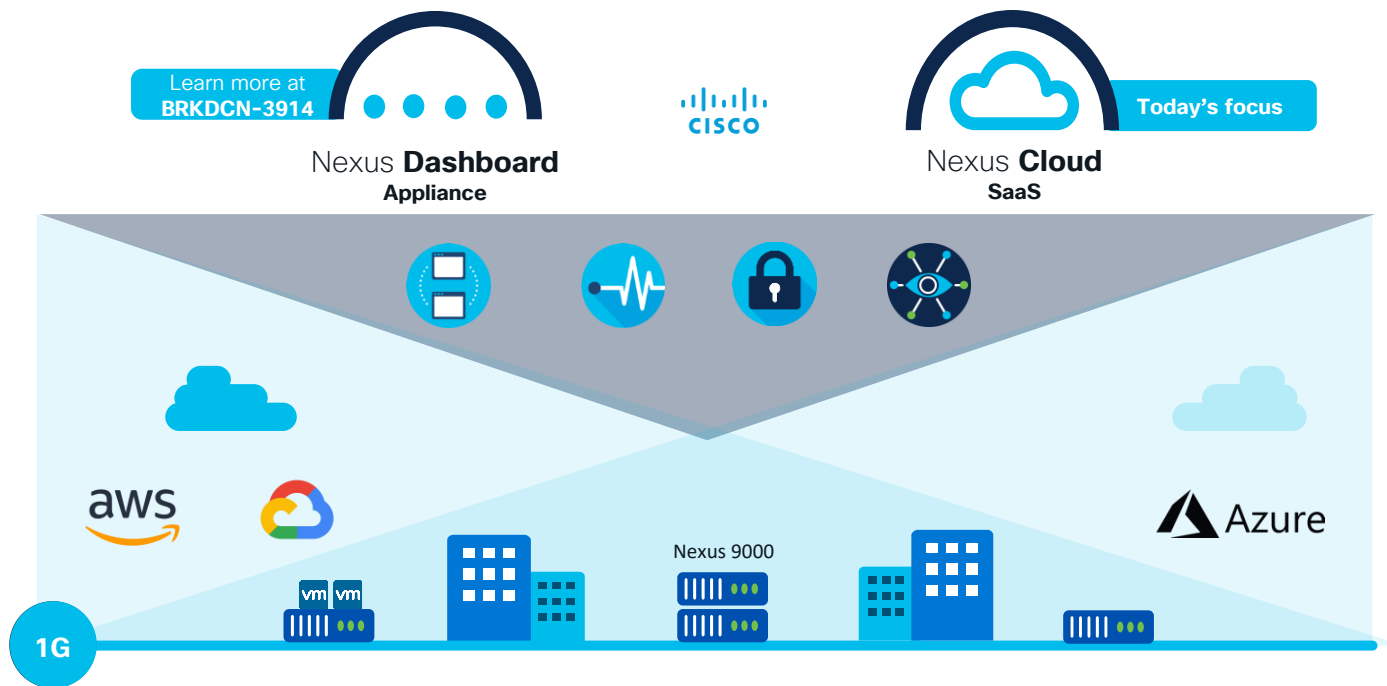 Learn more at
BRKDCN-3914
CISCO
Today's focus
Nexus Dashboard
Appliance
Nexus Cloud
SaaS
aws
Azure
Nexus 9000
vm vm
1G